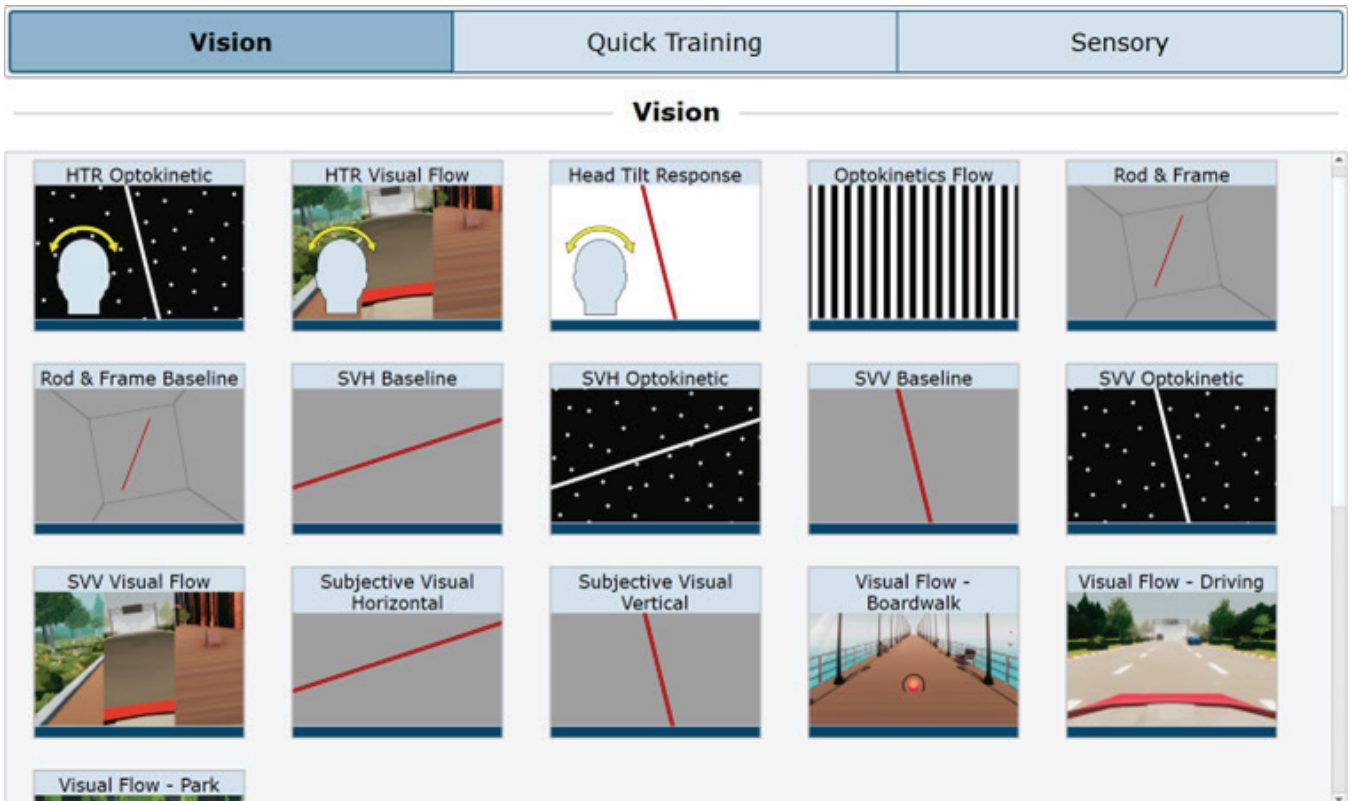 Vision
Quick Training
Sensory
Vision
HTR Optokinetic
HTR Visual Flow
Head Tilt Response
Optokinetics Flow
Rod & Frame
Rod & Frame Baseline
SVH Baseline
SVH Optokinetic
SVV Baseline
SVV Optokinetic
SVV Visual Flow
Subjective Visual
Horizontal
Subjective Visual
Vertical
Visual Flow -
Boardwalk
Visual Flow - Driving
Visual Flow - Park